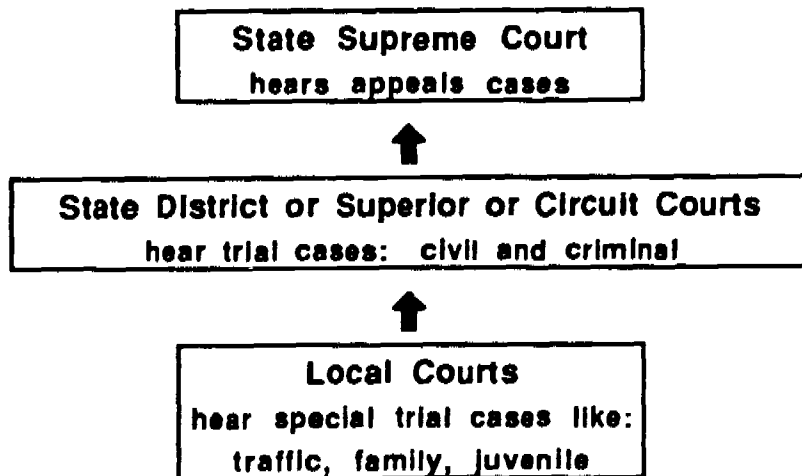 State Supreme Court
hears appeals cases
State District or Superior or Circuit Courts
hear trial cases: civil and criminal
Local Courts
hear special trial cases like:
traffic, family, juvenile